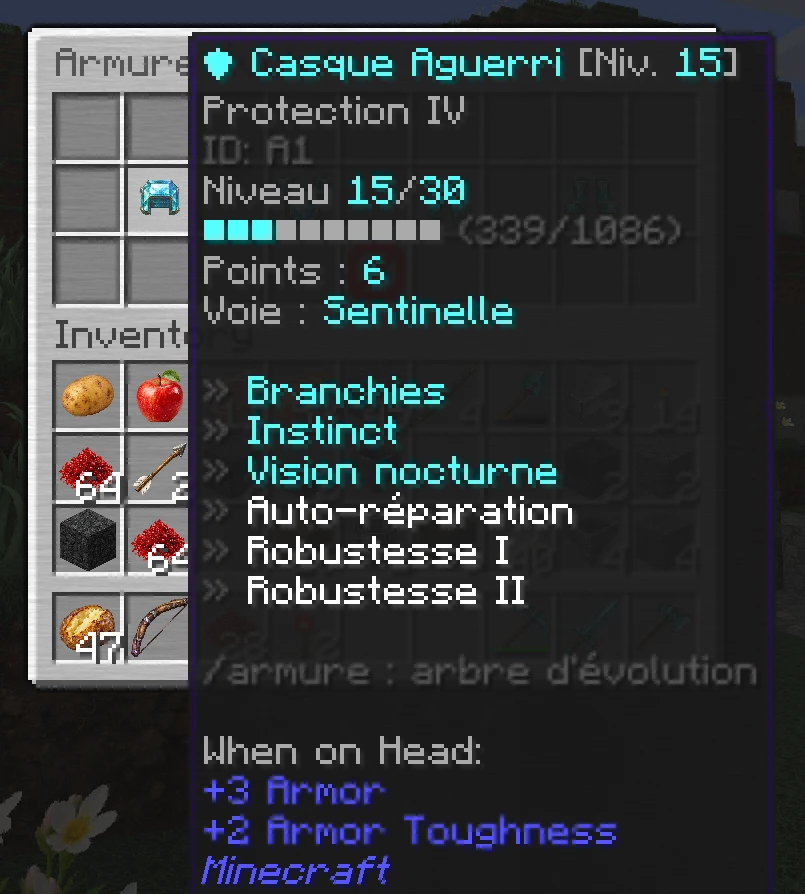 Armure
♠ Casque Aguerri [Niv. 15]
Protection IV
ID: A1
Niveau 15/30
(339/1086)
Points : 6
Voie : Sentinelle
» Branchies
» Instinct
» Vision nocturne
» Auto-réparation
» Robustesse I
» Robustesse II
/armure : arbre d'évolution
When on Head:
+3 Armor
+2 Armor Toughness
Minecraft
Inventory
64
2
64
47